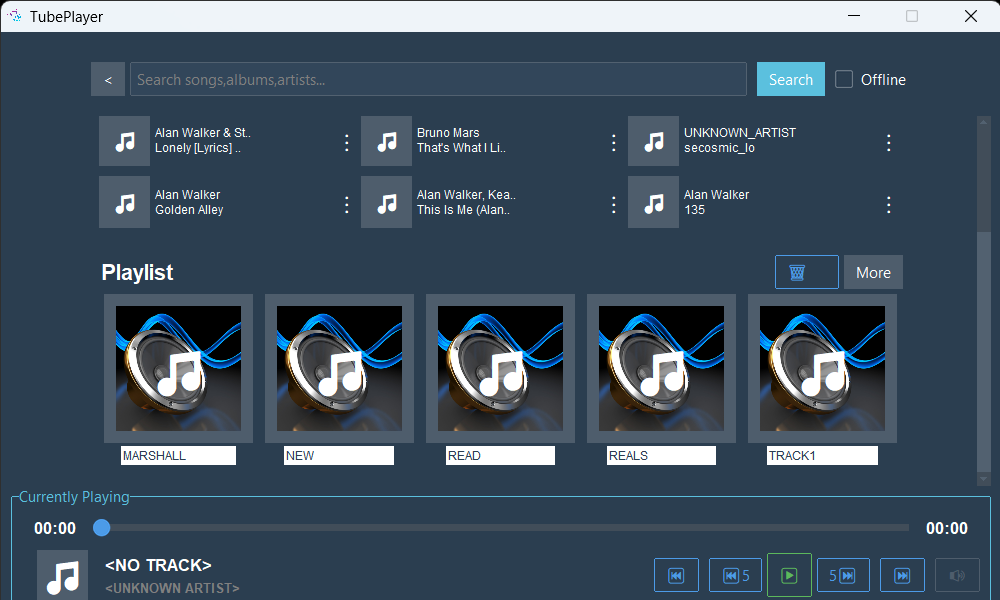 TubePlayer
<
Search songs,albums,artists...
Search
Offline
Alan Walker & St..
Lonely [Lyrics] ..
Bruno Mars
That's What I Li..
UNKNOWN_ARTIST
secosmic_lo
Alan Walker
Golden Alley
Alan Walker, Kea..
This Is Me (Alan..
Alan Walker
135
Playlist
More
MARSHALL
NEW
READ
REALS
TRACK1
Currently Playing
00:00
00:00
<NO TRACK>
<UNKNOWN ARTIST>
5
5